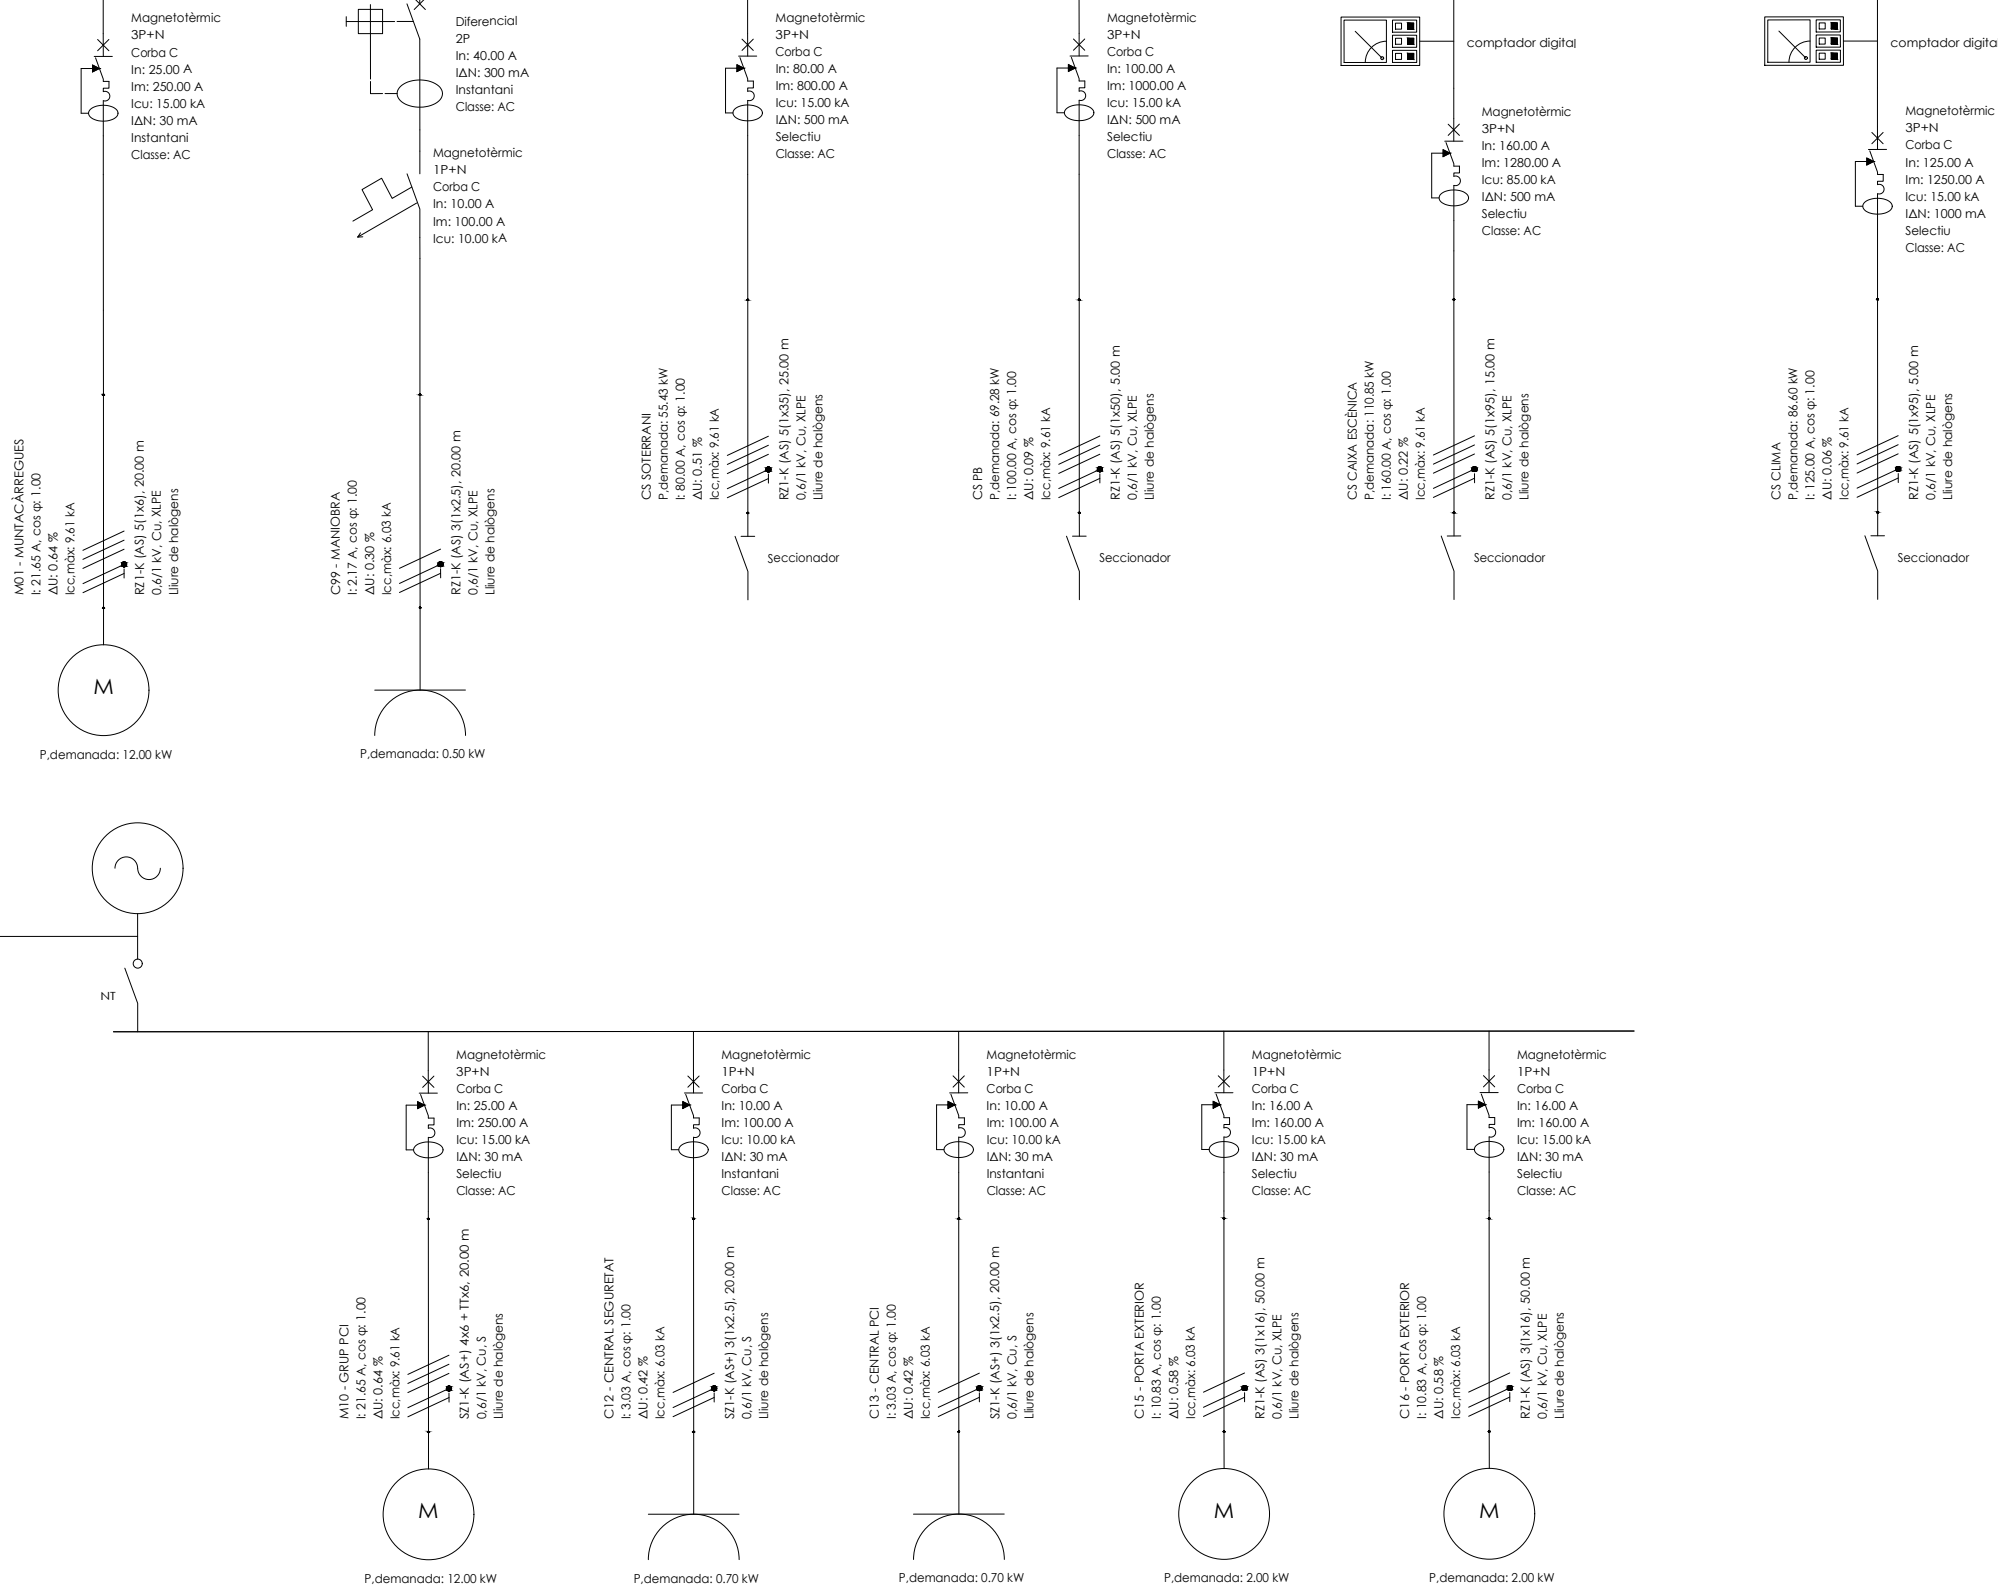 Magnetotèrmic
3P+N
Corba C
In: 25.00 A
Im: 250.00 A
Icu: 15.00 kA
IΔN: 30 mA
Instantani
Classe: AC
M01 - MUNTACÀRREGUES
I: 21.65 A, cos φ: 1.00
ΔU: 0.64 %
Icc,màx: 9.61 kA
RZ1-K (AS) 5(1x6), 20.00 m
0,6/1 kV, Cu, XLPE
Lliure de halògens
M
P,demanada: 12.00 kW
Diferencial
2P
In: 40.00 A
IΔN: 300 mA
Instantani
Classe: AC
Magnetotèrmic
1P+N
Corba C
In: 10.00 A
Im: 100.00 A
Icu: 10.00 kA
C99 - MANIOBRA
I: 2.17 A, cos φ: 1.00
ΔU: 0.30 %
Icc,màx: 6.03 kA
RZ1-K (AS) 3(1x2.5), 20.00 m
0,6/1 kV, Cu, XLPE
Lliure de halògens
P,demanada: 0.50 kW
Magnetotèrmic
3P+N
Corba C
In: 80.00 A
Im: 800.00 A
Icu: 15.00 kA
IΔN: 500 mA
Selectiu
Classe: AC
CS SOTERRANI
P,demanada: 55.43 kW
I: 80.00 A, cos φ: 1.00
ΔU: 0.51 %
Icc,màx: 9.61 kA
RZ1-K (AS) 5(1x35), 25.00 m
0,6/1 kV, Cu, XLPE
Lliure de halògens
Seccionador
Magnetotèrmic
3P+N
Corba C
In: 100.00 A
Im: 1000.00 A
Icu: 15.00 kA
IΔN: 500 mA
Selectiu
Classe: AC
CS PB
P,demanada: 69.28 kW
I: 100.00 A, cos φ: 1.00
ΔU: 0.09 %
Icc,màx: 9.61 kA
RZ1-K (AS) 5(1x50), 5.00 m
0,6/1 kV, Cu, XLPE
Lliure de halògens
Seccionador
comptador digital
Magnetotèrmic
3P+N
In: 160.00 A
Im: 1280.00 A
Icu: 85.00 kA
IΔN: 500 mA
Selectiu
Classe: AC
CS CAIXA ESCÈNICA
P,demanada: 110.85 kW
I: 160.00 A, cos φ: 1.00
ΔU: 0.22 %
Icc,màx: 9.61 kA
RZ1-K (AS) 5(1x95), 15.00 m
0,6/1 kV, Cu, XLPE
Lliure de halògens
Seccionador
comptador digita
Magnetotèrmic
3P+N
Corba C
In: 125.00 A
Im: 1250.00 A
Icu: 15.00 kA
IΔN: 1000 mA
Selectiu
Classe: AC
CS CLIMA
P,demanada: 86.60 kW
I: 125.00 A, cos φ: 1.00
ΔU: 0.06 %
Icc,màx: 9.61 kA
RZ1-K (AS) 5(1x95), 5.00 m
0,6/1 kV, Cu, XLPE
Lliure de halògens
Seccionador
NT
Magnetotèrmic
3P+N
Corba C
In: 25.00 A
Im: 250.00 A
Icu: 15.00 kA
IΔN: 30 mA
Selectiu
Classe: AC
M10 - GRUP PCI
I: 21.65 A, cos φ: 1.00
ΔU: 0.64 %
Icc,màx: 9.61 kA
SZ1-K (AS+) 4x6 + TTx6, 20.00 m
0,6/1 kV, Cu, S
Lliure de halògens
M
P,demanada: 12.00 kW
Magnetotèrmic
1P+N
Corba C
In: 10.00 A
Im: 100.00 A
Icu: 10.00 kA
IΔN: 30 mA
Instantani
Classe: AC
C12 - CENTRAL SEGURETAT
I: 3.03 A, cos φ: 1.00
ΔU: 0.42 %
Icc,màx: 6.03 kA
SZ1-K (AS+) 3(1x2.5), 20.00 m
0,6/1 kV, Cu, S
Lliure de halògens
P,demanada: 0.70 kW
Magnetotèrmic
1P+N
Corba C
In: 10.00 A
Im: 100.00 A
Icu: 10.00 kA
IΔN: 30 mA
Instantani
Classe: AC
C13 - CENTRAL PCI
I: 3.03 A, cos φ: 1.00
ΔU: 0.42 %
Icc,màx: 6.03 kA
SZ1-K (AS+) 3(1x2.5), 20.00 m
0,6/1 kV, Cu, S
Lliure de halògens
P,demanada: 0.70 kW
Magnetotèrmic
1P+N
Corba C
In: 16.00 A
Im: 160.00 A
Icu: 15.00 kA
IΔN: 30 mA
Selectiu
Classe: AC
C15 - PORTA EXTERIOR
I: 10.83 A, cos φ: 1.00
ΔU: 0.58 %
Icc,màx: 6.03 kA
RZ1-K (AS) 3(1x16), 50.00 m
0,6/1 kV, Cu, XLPE
Lliure de halògens
M
P,demanada: 2.00 kW
Magnetotèrmic
1P+N
Corba C
In: 16.00 A
Im: 160.00 A
Icu: 15.00 kA
IΔN: 30 mA
Selectiu
Classe: AC
C16 - PORTA EXTERIOR
I: 10.83 A, cos φ: 1.00
ΔU: 0.58 %
Icc,màx: 6.03 kA
RZ1-K (AS) 3(1x16), 50.00 m
0,6/1 kV, Cu, XLPE
Lliure de halògens
M
P,demanada: 2.00 kW